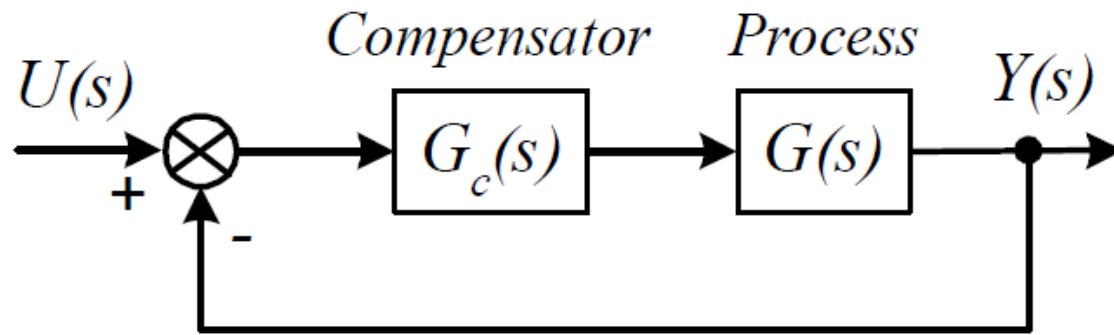 Compensator Process
U(s) Y(s)
G_c(s) G(s)
+
-